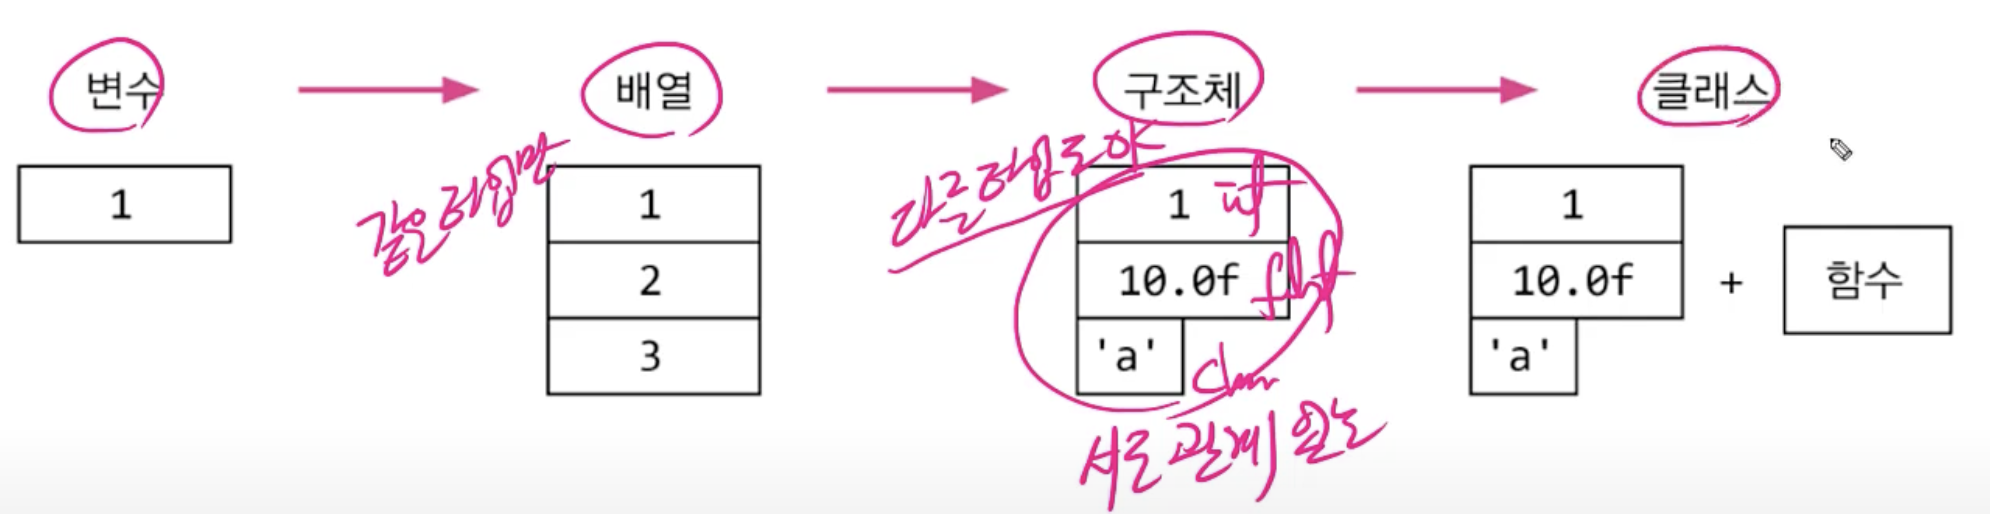 변수
배열
구조체
클래스
같은 타입만
다른 타입도 OK
1
1
2
3
1 int
10.0f float
'a' char
서로 관계 있는
1
10.0f
'a'
+
함수